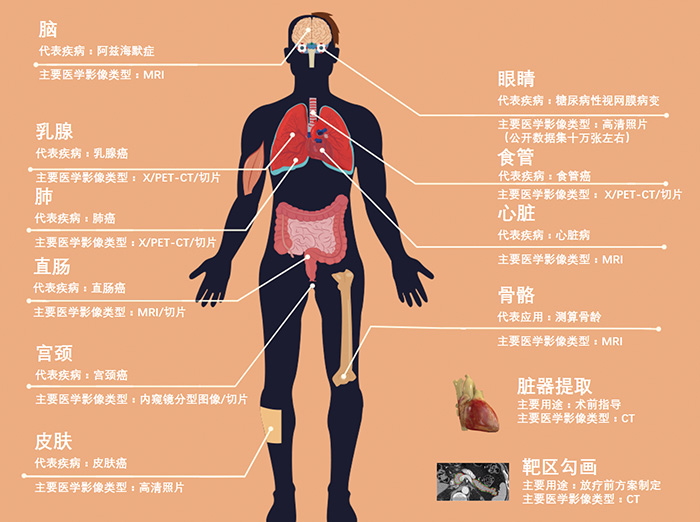 脑
代表疾病：阿兹海默症
主要医学影像类型：MRI
乳腺
代表疾病：乳腺癌
主要医学影像类型： X/PET-CT/切片
肺
代表疾病：肺癌
主要医学影像类型：X/PET-CT/切片
直肠
代表疾病：直肠癌
主要医学影像类型：MRI/切片
宫颈
代表疾病：宫颈癌
主要医学影像类型：内窥镜分型图像/切片
皮肤
代表疾病：皮肤癌
主要医学影像类型：高清照片
眼睛
代表疾病：糖尿病性视网膜病变
主要医学影像类型：高清照片
（公开数据集十万张左右）
食管
代表疾病：食管癌
主要医学影像类型： X/PET-CT/切片
心脏
代表疾病：心脏病
主要医学影像类型：MRI
骨骼
代表应用：测算骨龄
主要医学影像类型：MRI
脏器提取
主要用途：术前指导
主要医学影像类型：CT
靶区勾画
主要用途：放疗前方案制定
主要医学影像类型：CT